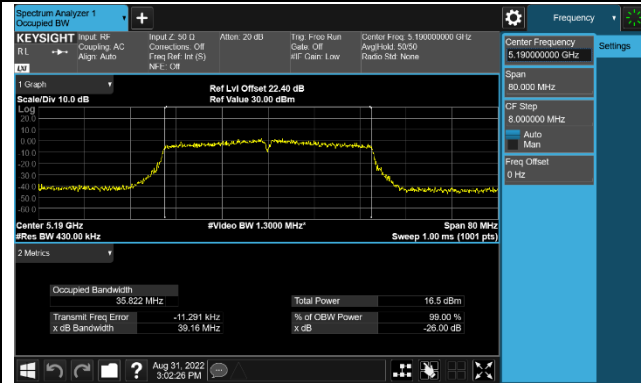 Spectrum Analyzer 1
Occupied BW
Frequency
KEYSIGHT
Input: RF
Input Z: 50 Ω
Atten: 20 dB
Trig: Free Run
Center Freq: 5.190000000 GHz
RL
Coupling: AC
Corrections: Off
Gate: Off
Avg|Hold: 50/50
Align: Auto
Freq Ref: Int (S)
#IF Gain: Low
Radio Std: None
NFE: Off
LXI
Center Frequency
5.190000000 GHz
Settings
Span
80.000 MHz
CF Step
8.000000 MHz
Auto
Man
Freq Offset
0 Hz
1 Graph
Ref Lvl Offset 22.40 dB
Scale/Div 10.0 dB
Ref Value 30.00 dBm
Log
20.0
10.0
0.00
-10.0
-20.0
-30.0
-40.0
-50.0
-60.0
Center 5.19 GHz
#Video BW 1.3000 MHz*
Span 80 MHz
#Res BW 430.00 kHz
Sweep 1.00 ms (1001 pts)
2 Metrics
Occupied Bandwidth
35.822 MHz
Total Power
16.5 dBm
Transmit Freq Error
-11.291 kHz
% of OBW Power
99.00 %
x dB Bandwidth
39.16 MHz
x dB
-26.00 dB
Aug 31, 2022
3:02:26 PM